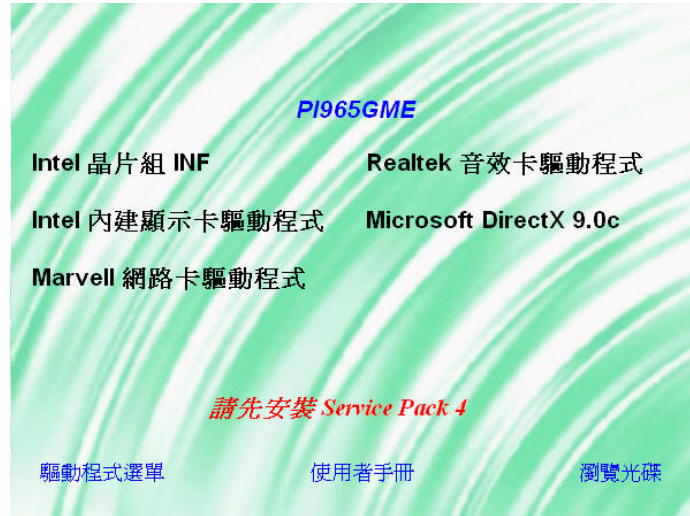 PI965GME
Intel 晶片組 INF
Realtek 音效卡驅動程式
Intel 內建顯示卡驅動程式
Microsoft DirectX 9.0c
Marvell 網路卡驅動程式
請先安裝 Service Pack 4
驅動程式選單
使用者手冊
瀏覽光碟